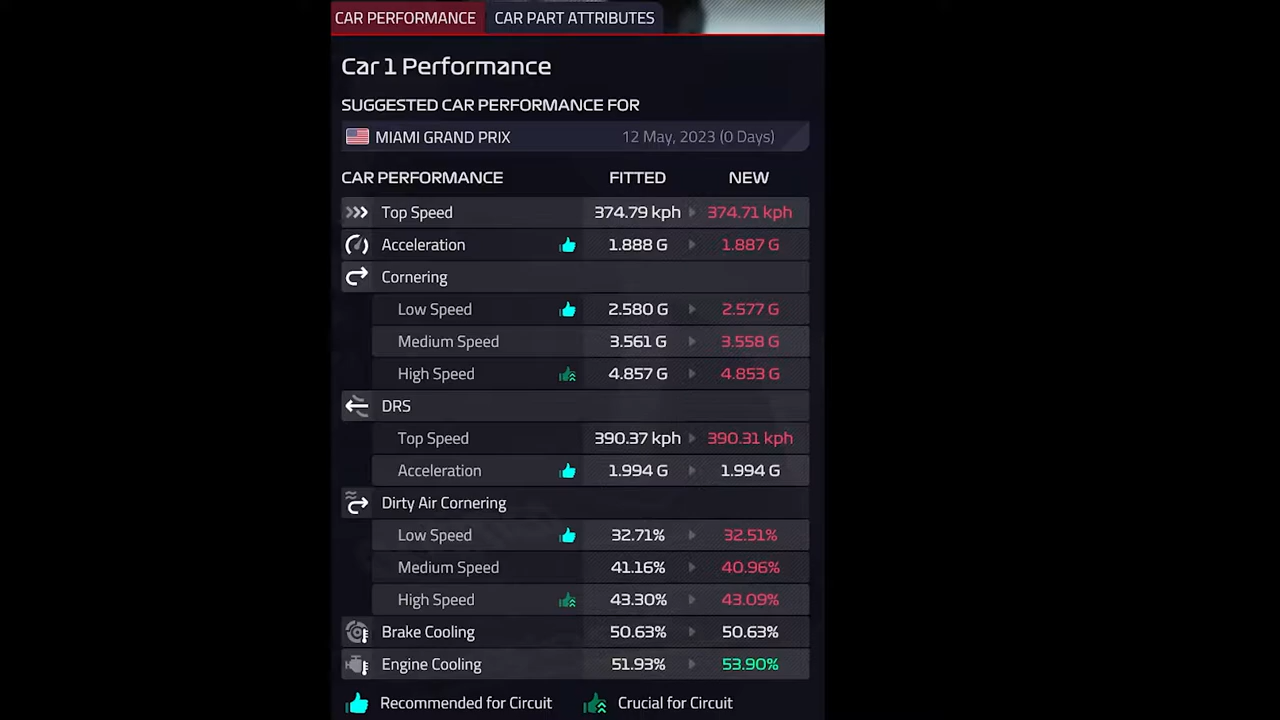 CAR PERFORMANCE CAR PART ATTRIBUTES
Car 1 Performance
SUGGESTED CAR PERFORMANCE FOR
MIAMI GRAND PRIX 12 May, 2023 (0 Days)
CAR PERFORMANCE FITTED NEW
Top Speed 374.79 kph 374.71 kph
Acceleration 1.888 G 1.887 G
Cornering
Low Speed 2.580 G 2.577 G
Medium Speed 3.561 G 3.558 G
High Speed 4.857 G 4.853 G
DRS
Top Speed 390.37 kph 390.31 kph
Acceleration 1.994 G 1.994 G
Dirty Air Cornering
Low Speed 32.71% 32.51%
Medium Speed 41.16% 40.96%
High Speed 43.30% 43.09%
Brake Cooling 50.63% 50.63%
Engine Cooling 51.93% 53.90%
Recommended for Circuit Crucial for Circuit